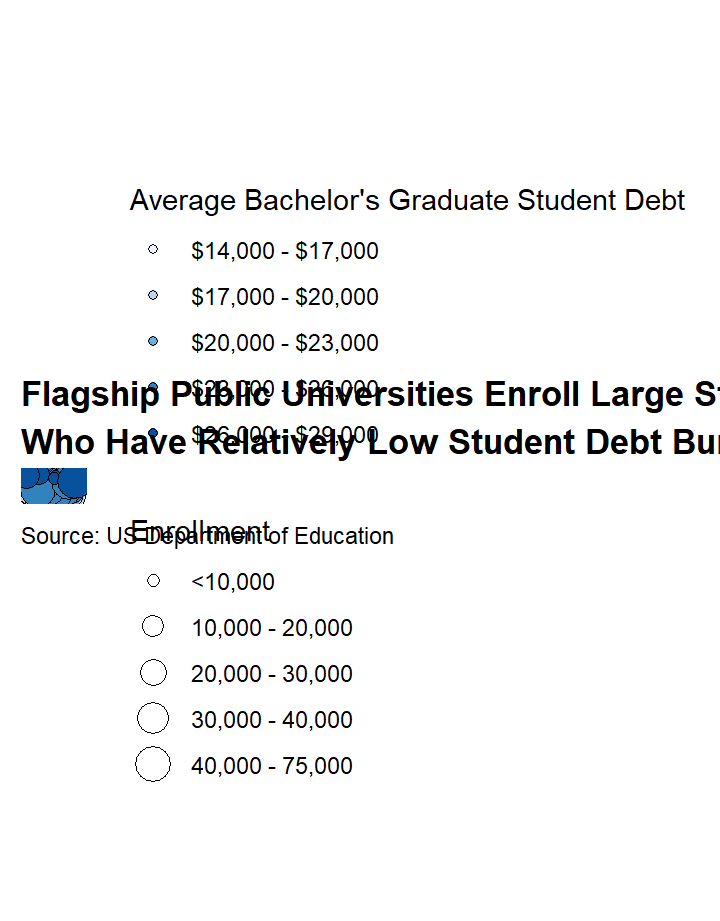 Average Bachelor's Graduate Student Debt
$14,000 - $17,000
$17,000 - $20,000
$20,000 - $23,000
$23,000 - $26,000
Flagship Public Universities Enroll Large St
$26,000 - $29,000
Who Have Relatively Low Student Debt Bur
Enrollment
Source: US Department of Education
<10,000
10,000 - 20,000
20,000 - 30,000
30,000 - 40,000
40,000 - 75,000